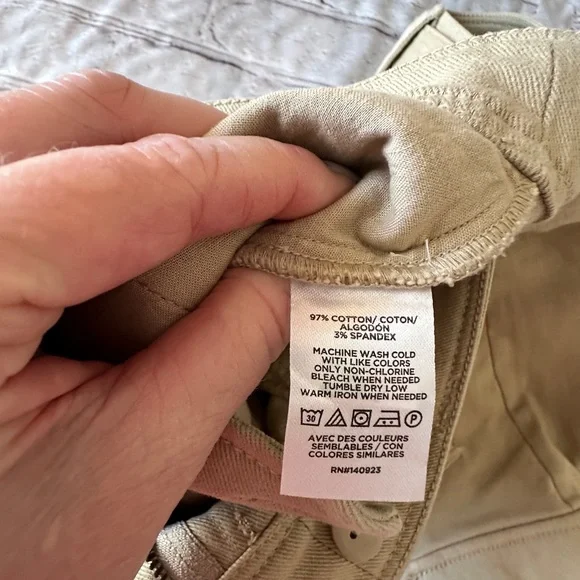 97% COTTON/ COTON/
ALGODÓN
3% SPANDEX
MACHINE WASH COLD
WITH LIKE COLORS
ONLY NON-CHLORINE
BLEACH WHEN NEEDED
TUMBLE DRY LOW
WARM IRON WHEN NEEDED
30 P
AVEC DES COULEURS
SEMBLABLES / CON
COLORES SIMILARES
RN#140923